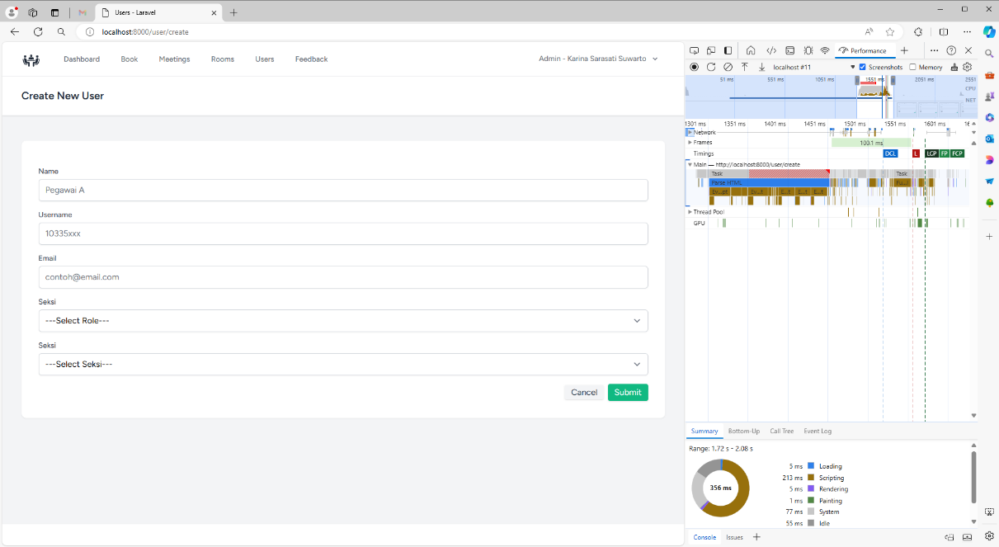 Users - Laravel
localhost:8000/user/create
Dashboard Book Meetings Rooms Users Feedback Admin - Karina Sarasati Suwarto
Create New User
Name
Pegawai A
Username
10335xxx
Email
contoh@email.com
Seksi
---Select Role---
Seksi
---Select Seksi---
Cancel Submit
Performance
localhost #11 Screenshots Memory
51 ms 551 ms 1051 ms 1551 ms 2051 ms 2551
CPU
NET
1301 ms 1351 ms 1401 ms 1451 ms 1501 ms 1551 ms 1601 ms
Network
Frames 100.1 ms
Timings DCL L LCP FP FCP
Main — http://localhost:8000/user/create
Task Task
Parse HTML
Ev...pt Ev...t E...t E...t E...t
Thread Pool
GPU
Summary Bottom-Up Call Tree Event Log
Range: 1.72 s - 2.08 s
356 ms
5 ms Loading
213 ms Scripting
5 ms Rendering
1 ms Painting
77 ms System
55 ms Idle
Console Issues